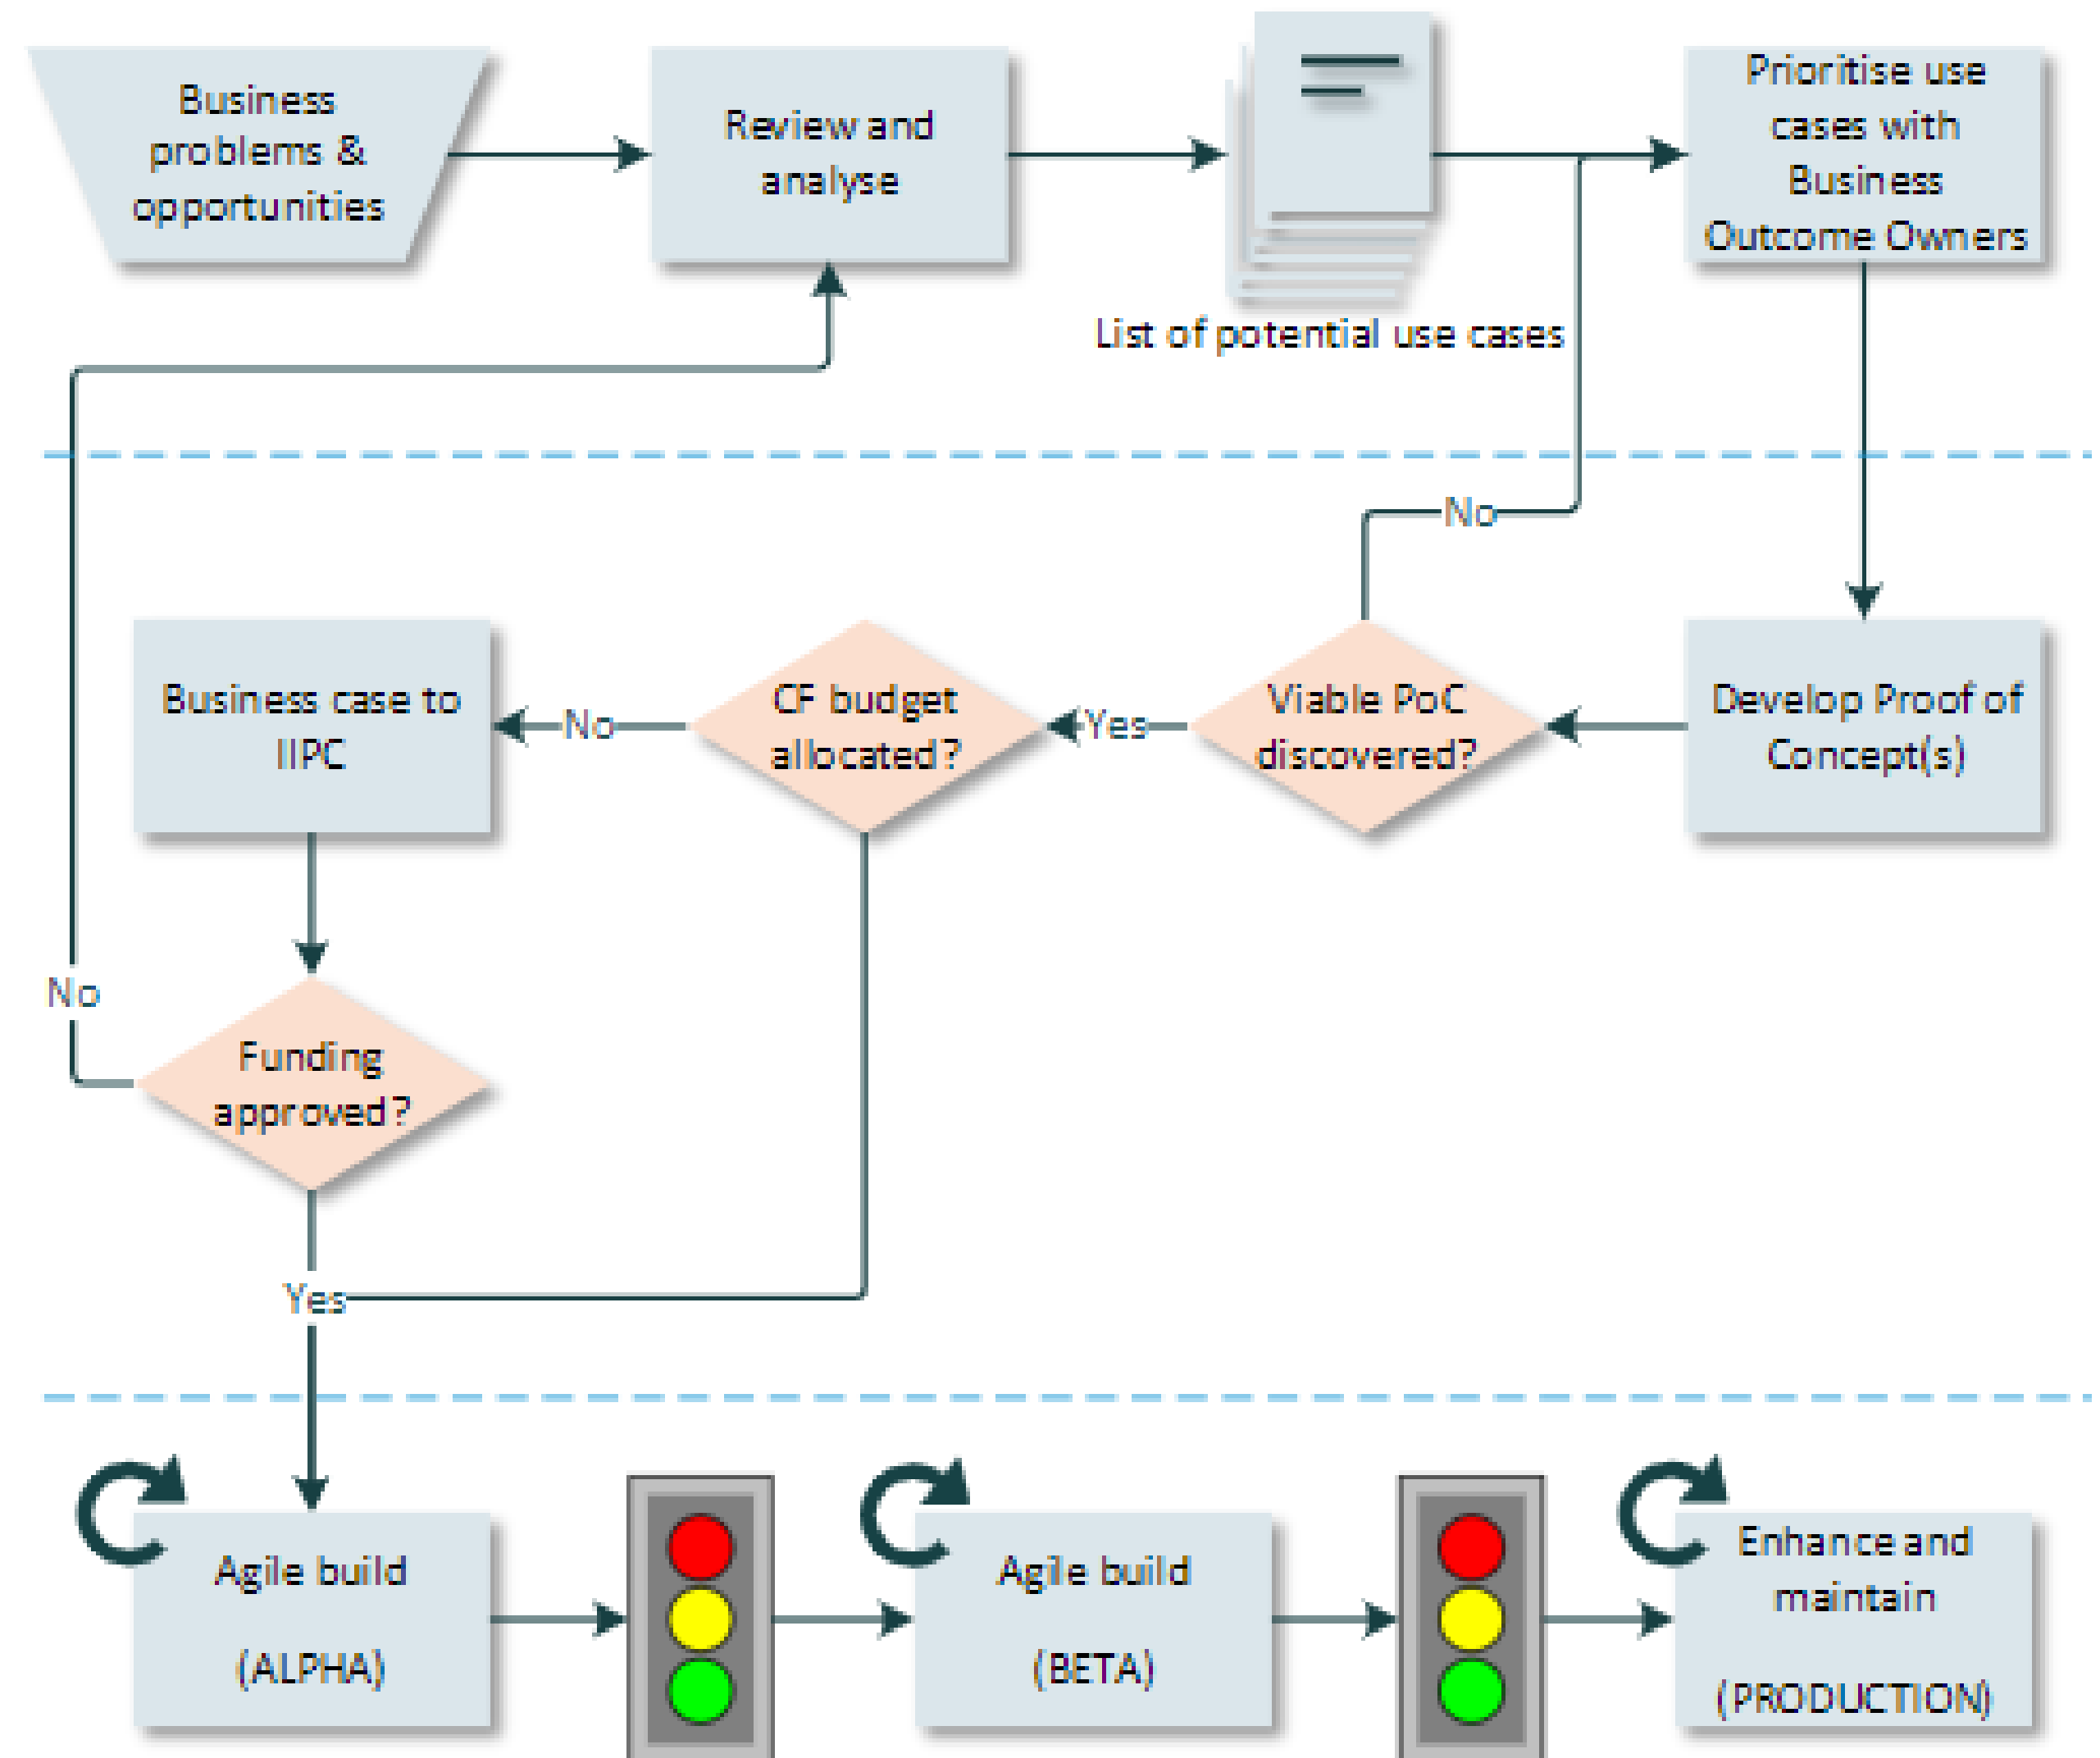 Business
problems &
opportunities
Review and
analyse
List of potential use cases
Prioritise use
cases with
Business
Outcome Owners
No
Business case to
IIPC
No
CF budget
allocated?
Yes
Viable PoC
discovered?
Develop Proof of
Concept(s)
No
Funding
approved?
Yes
Agile build
(ALPHA)
Agile build
(BETA)
Enhance and
maintain
(PRODUCTION)